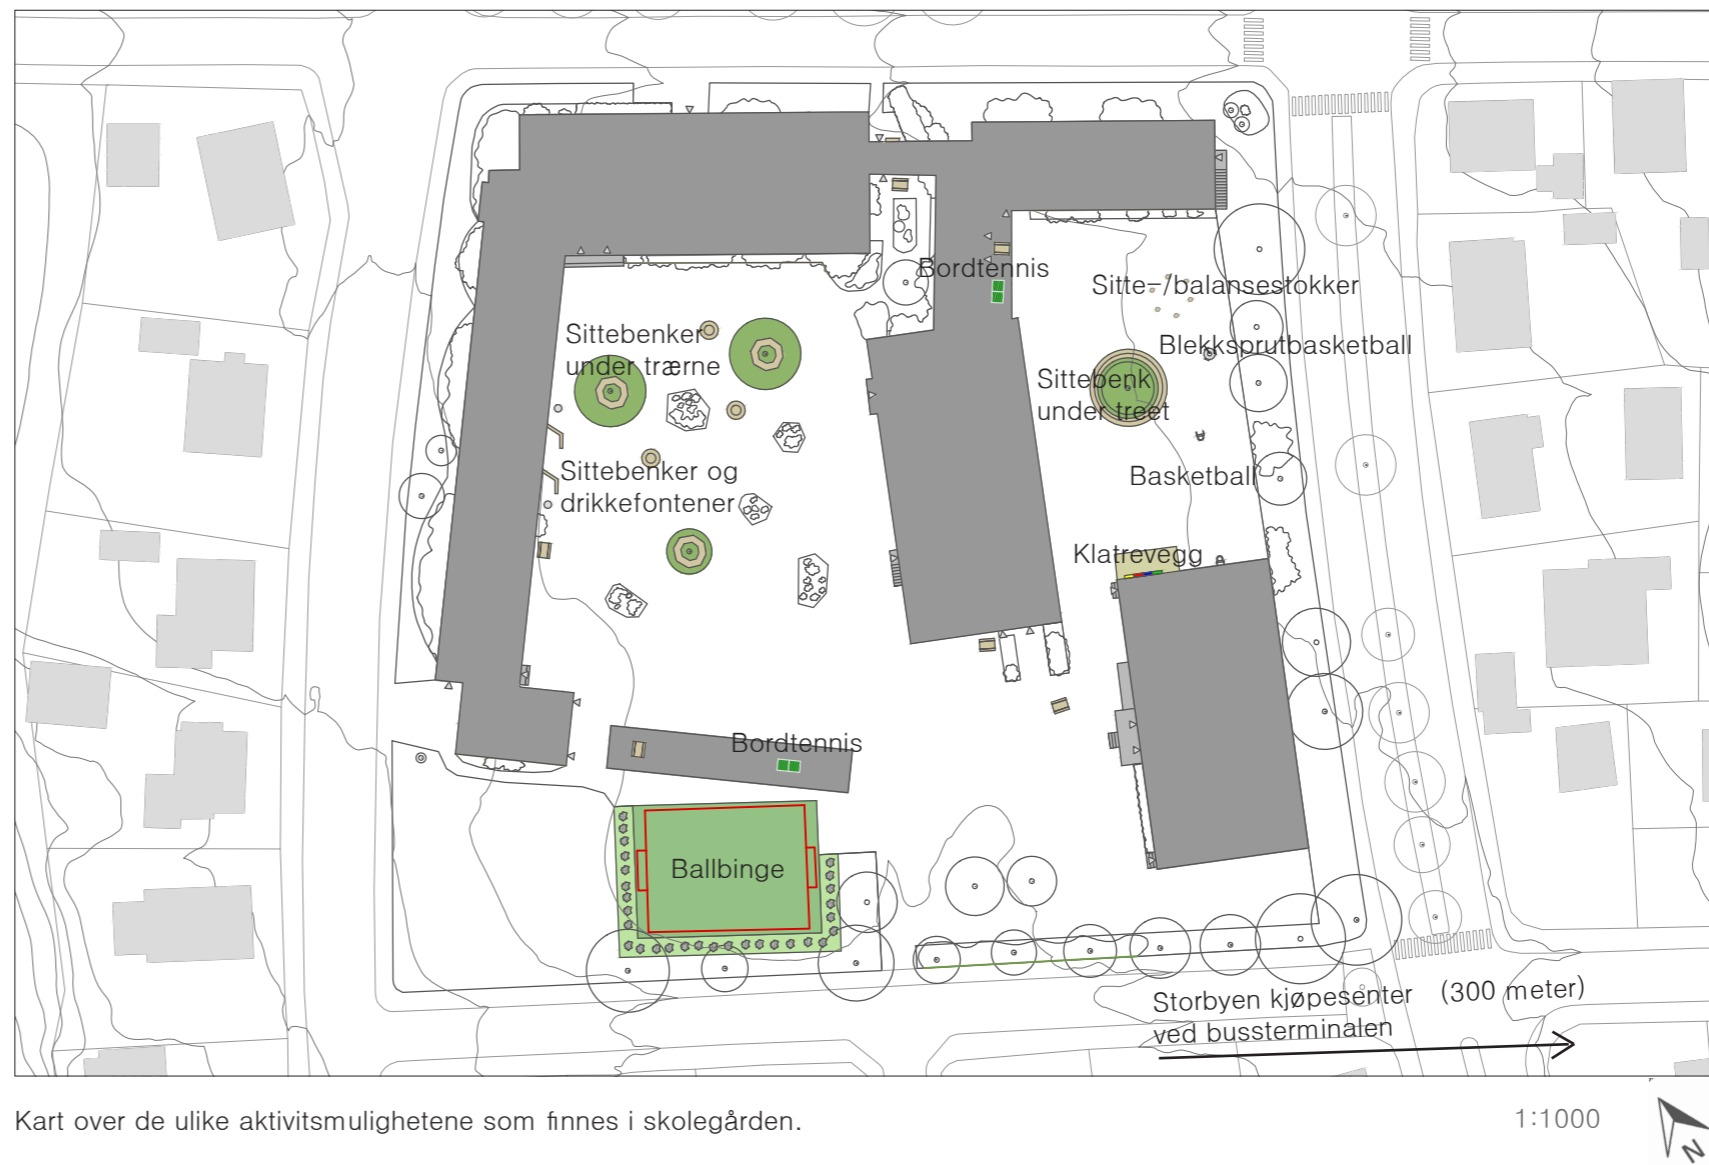 Bordtennis
Sitte-/balansestokker
Sittebenker
under trærne
Blekksprutbasketball
Sittebenk
under treet
Sittebenker og
drikkefontener
Basketball
Klatrevegg
Bordtennis
Ballbinge
Storbyen kjøpesenter (300 meter)
ved bussterminalen
Kart over de ulike aktivitsmulighetene som finnes i skolegården.
1:1000
N